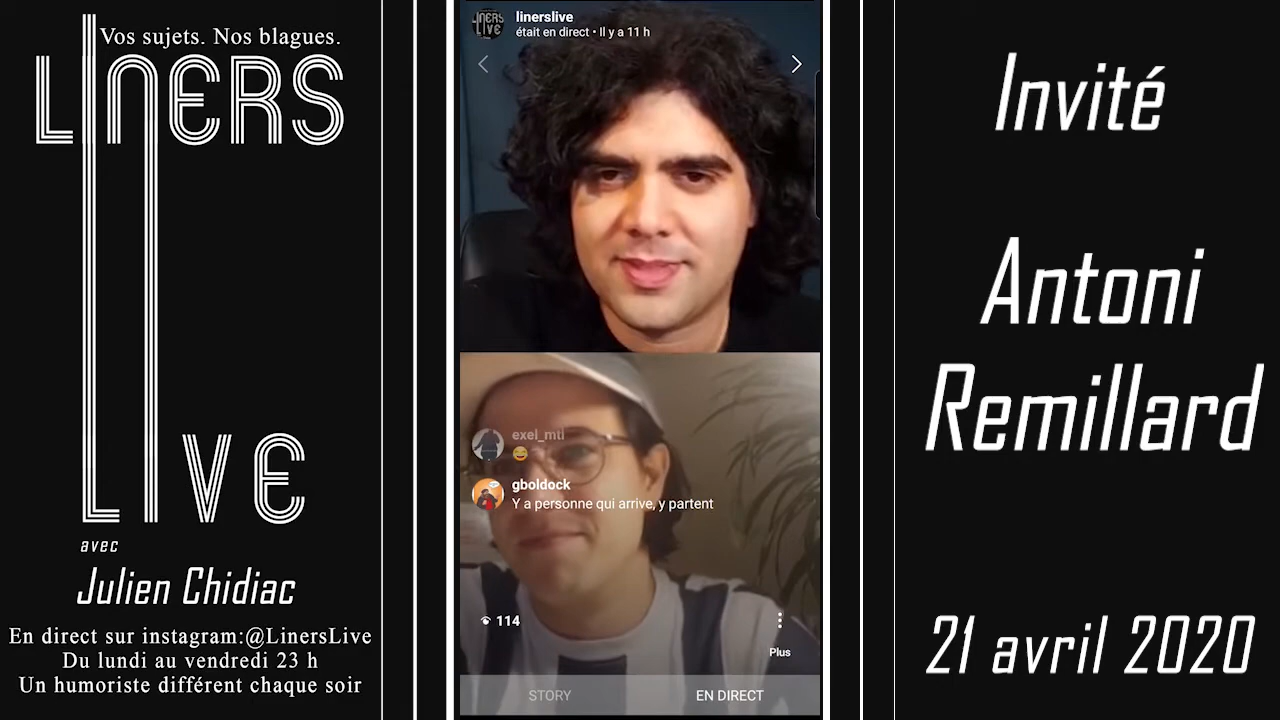 Vos sujets. Nos blagues.
LINERS
LIVE
avec
Julien Chidiac
En direct sur instagram:@LinersLive
Du lundi au vendredi 23 h
Un humoriste différent chaque soir
LINERS
LIVE
linerslive
était en direct • Il y a 11 h
exel_mtl
gboldock
Y a personne qui arrive, y partent
114
Plus
STORY
EN DIRECT
Invité
Antoni
Remillard
21 avril 2020